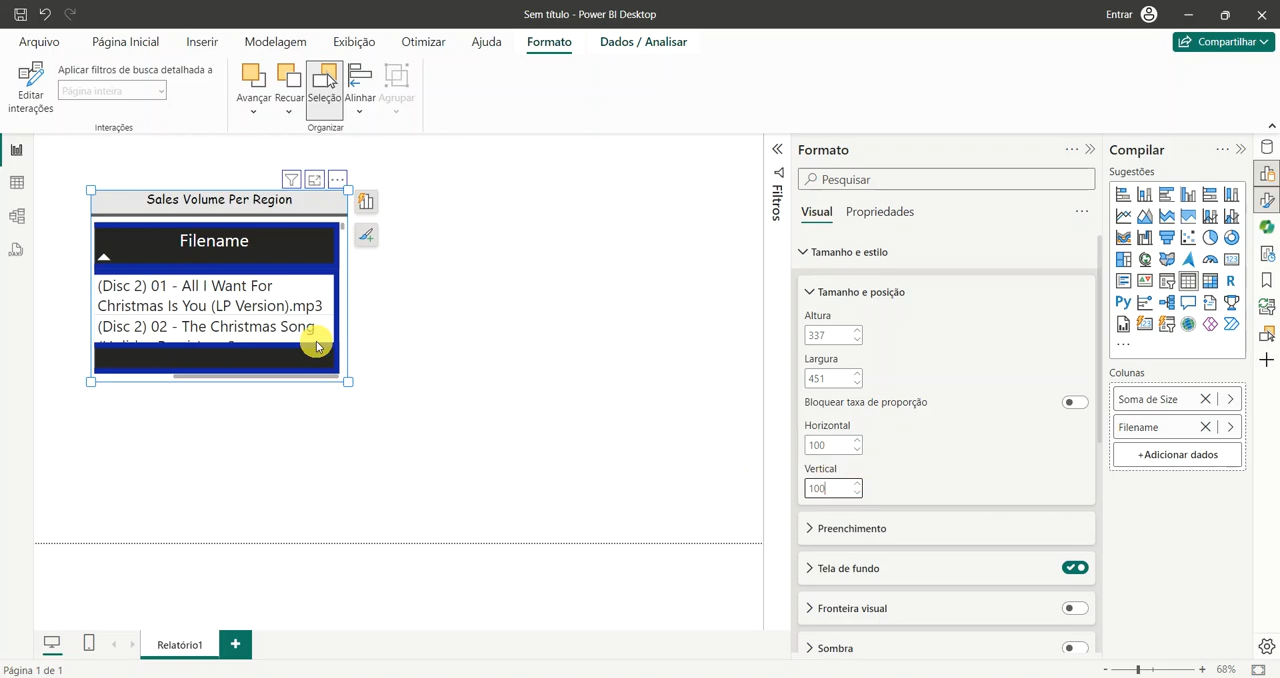 Sem título - Power BI Desktop
Entrar
Arquivo
Página Inicial
Inserir
Modelagem
Exibição
Otimizar
Ajuda
Formato
Dados / Analisar
Compartilhar
Editar
interações
Aplicar filtros de busca detalhada a
Página inteira
Interações
Avançar
Recuar
Seleção
Alinhar
Agrupar
Organizar
Sales Volume Per Region
Filename
(Disc 2) 01 - All I Want For
Christmas Is You (LP Version).mp3
(Disc 2) 02 - The Christmas Song
Filtros
Formato
Pesquisar
Visual
Propriedades
Tamanho e estilo
Tamanho e posição
Altura
337
Largura
451
Bloquear taxa de proporção
Horizontal
100
Vertical
100
Preenchimento
Tela de fundo
Fronteira visual
Sombra
Compilar
Sugestões
123
R
Py
Colunas
Soma de Size
Filename
+Adicionar dados
DAX
Relatório1
Página 1 de 1
68%